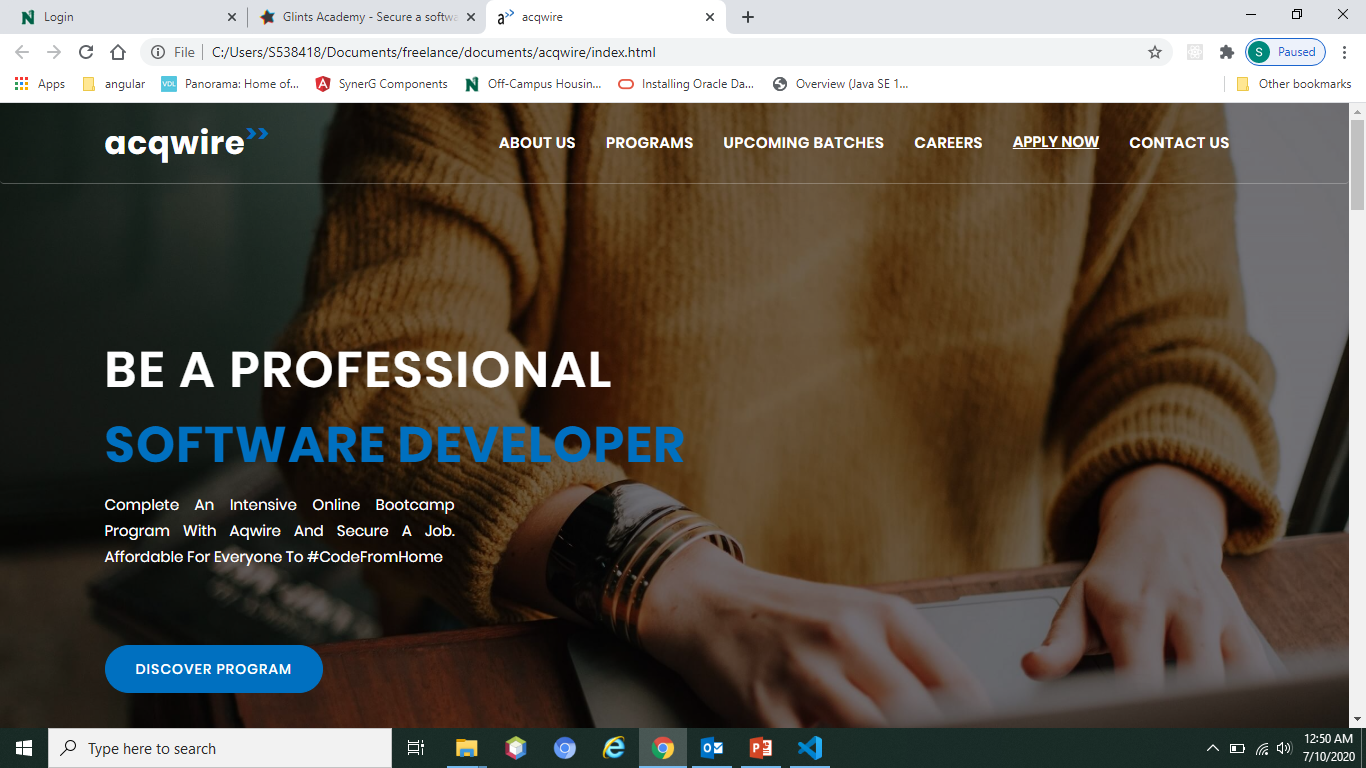 Login
Glints Academy - Secure a softwa
acqwire
File
C:/Users/S538418/Documents/freelance/documents/acqwire/index.html
S
Paused
Apps
angular
VDL
Panorama: Home of...
SynerG Components
Off-Campus Housin...
Installing Oracle Da...
Overview (Java SE 1...
Other bookmarks
acqwire>>
ABOUT US
PROGRAMS
UPCOMING BATCHES
CAREERS
APPLY NOW
CONTACT US
BE A PROFESSIONAL
SOFTWARE DEVELOPER
Complete An Intensive Online Bootcamp
Program With Aqwire And Secure A Job.
Affordable For Everyone To #CodeFromHome
DISCOVER PROGRAM
Type here to search
12:50 AM
7/10/2020